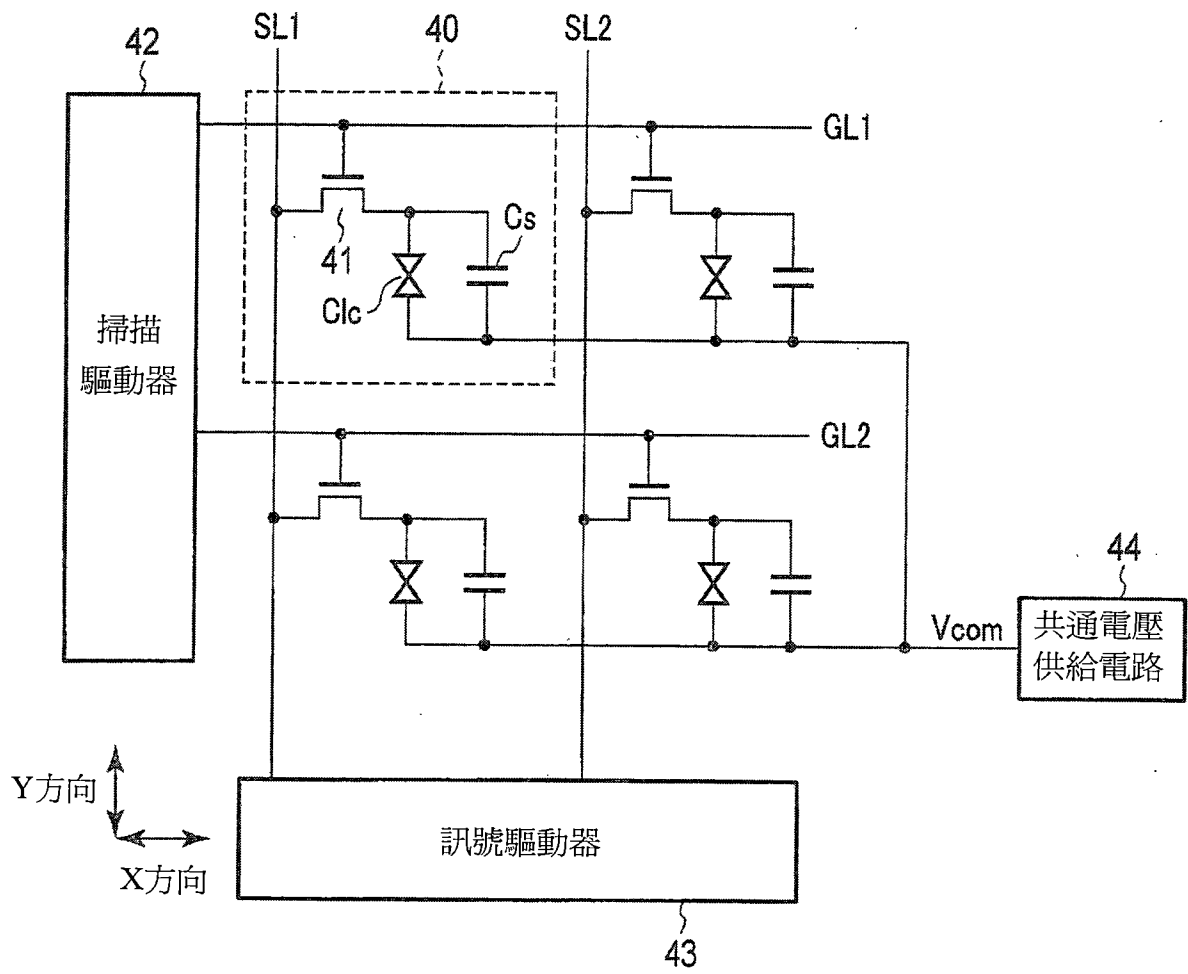 SL1
40
SL2
42
GL1
Cs
41
Clc
掃描
驅動器
GL2
44
Vcom
共通電壓
供給電路
Y方向
X方向
訊號驅動器
43